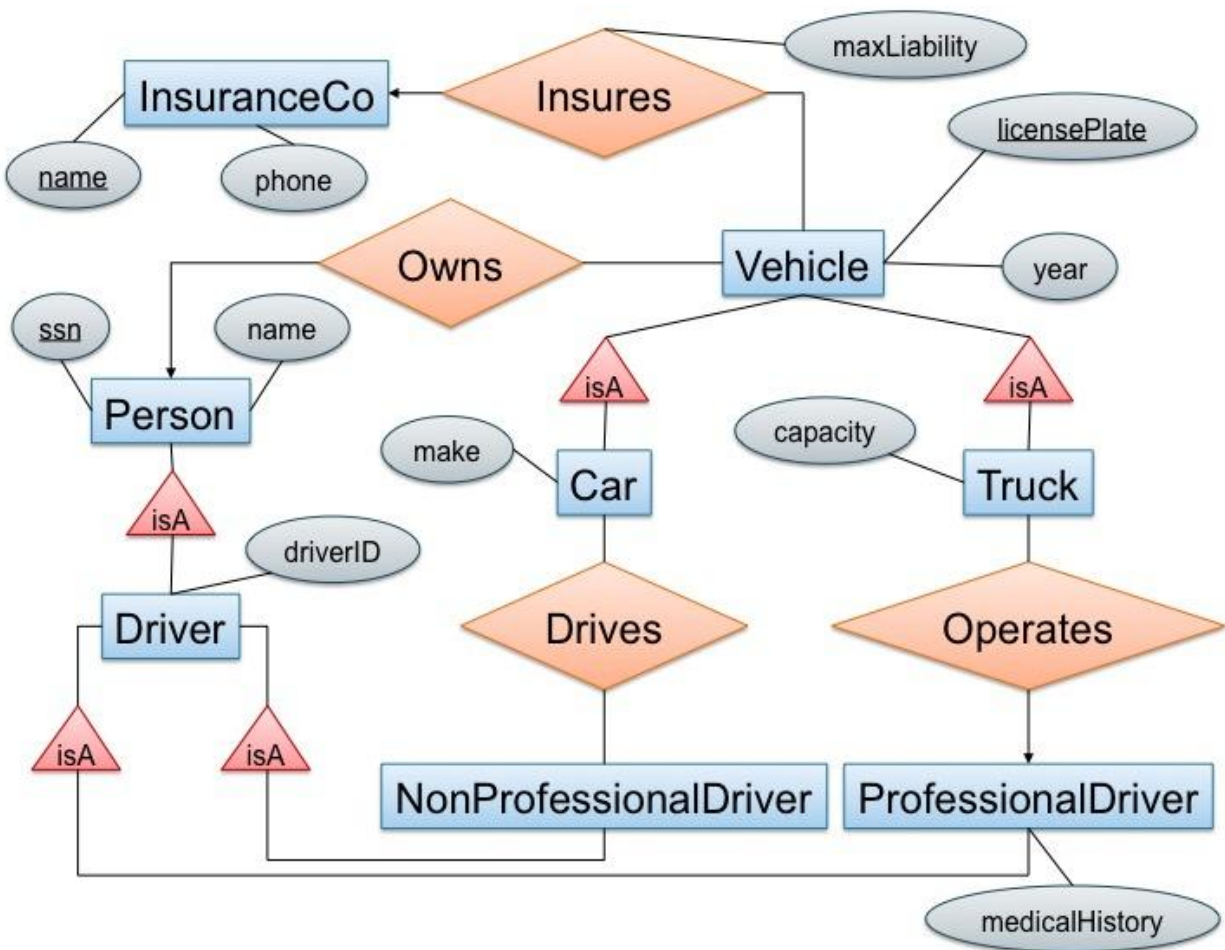 maxLiability
InsuranceCo
Insures
licensePlate
name
phone
Owns
Vehicle
year
ssn
name
isA
isA
Person
make
capacity
Car
Truck
isA
driverID
Driver
Drives
Operates
isA
isA
NonProfessionalDriver
ProfessionalDriver
medicalHistory